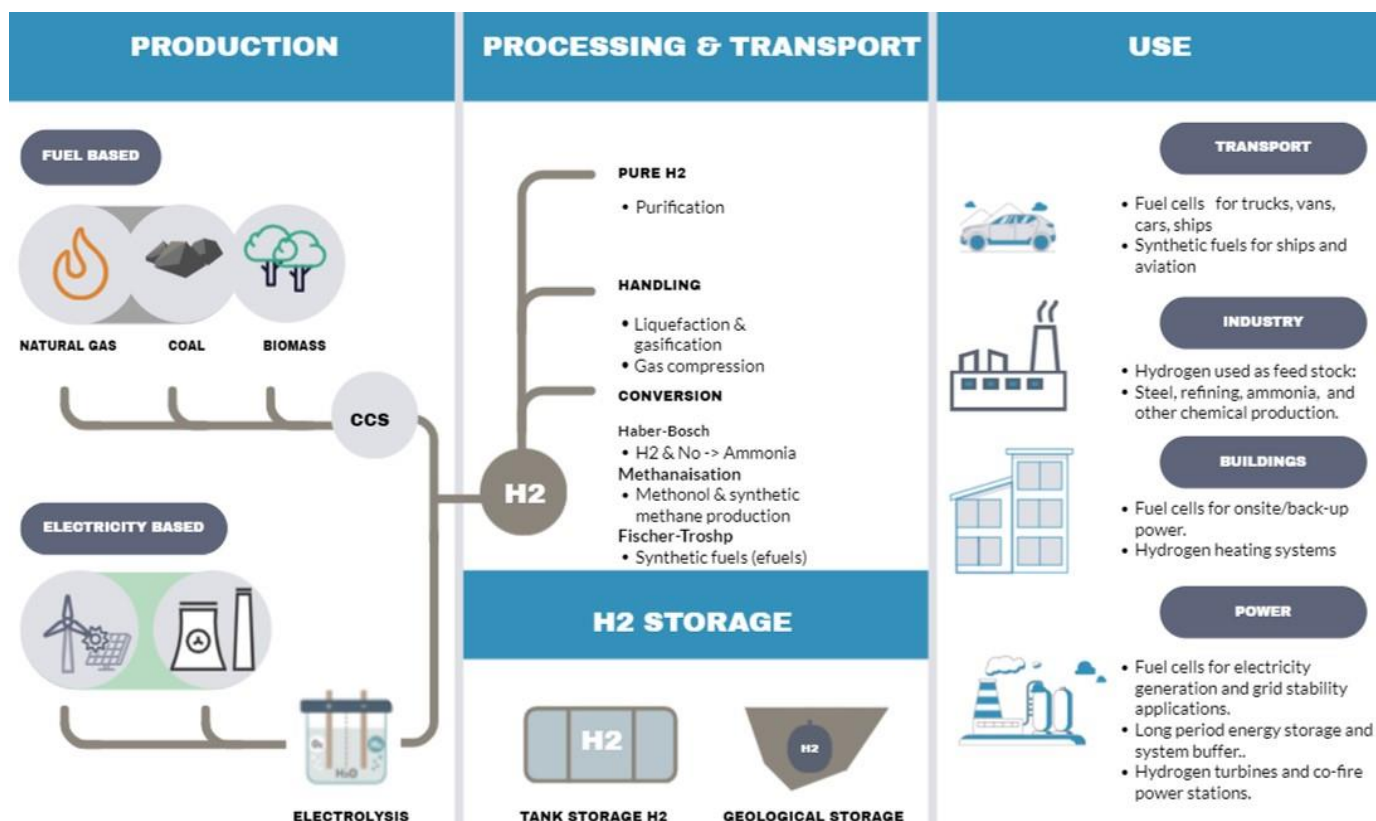 PRODUCTION
FUEL BASED
NATURAL GAS
COAL
BIOMASS
CCS
ELECTRICITY BASED
H₂O
ELECTROLYSIS
PROCESSING & TRANSPORT
H2
PURE H2
• Purification
HANDLING
• Liquefaction &
gasification
• Gas compression
CONVERSION
Haber-Bosch
• H2 & No -> Ammonia
Methanaisation
• Methonol & synthetic
methane production
Fischer-Troshp
• Synthetic fuels (efuels)
H2 STORAGE
H2
TANK STORAGE H2
H2
GEOLOGICAL STORAGE
USE
TRANSPORT
• Fuel cells for trucks, vans,
cars, ships
• Synthetic fuels for ships and
aviation
INDUSTRY
• Hydrogen used as feed stock:
• Steel, refining, ammonia, and
other chemical production.
BUILDINGS
• Fuel cells for onsite/back-up
power.
• Hydrogen heating systems
POWER
• Fuel cells for electricity
generation and grid stability
applications.
• Long period energy storage and
system buffer..
• Hydrogen turbines and co-fire
power stations.